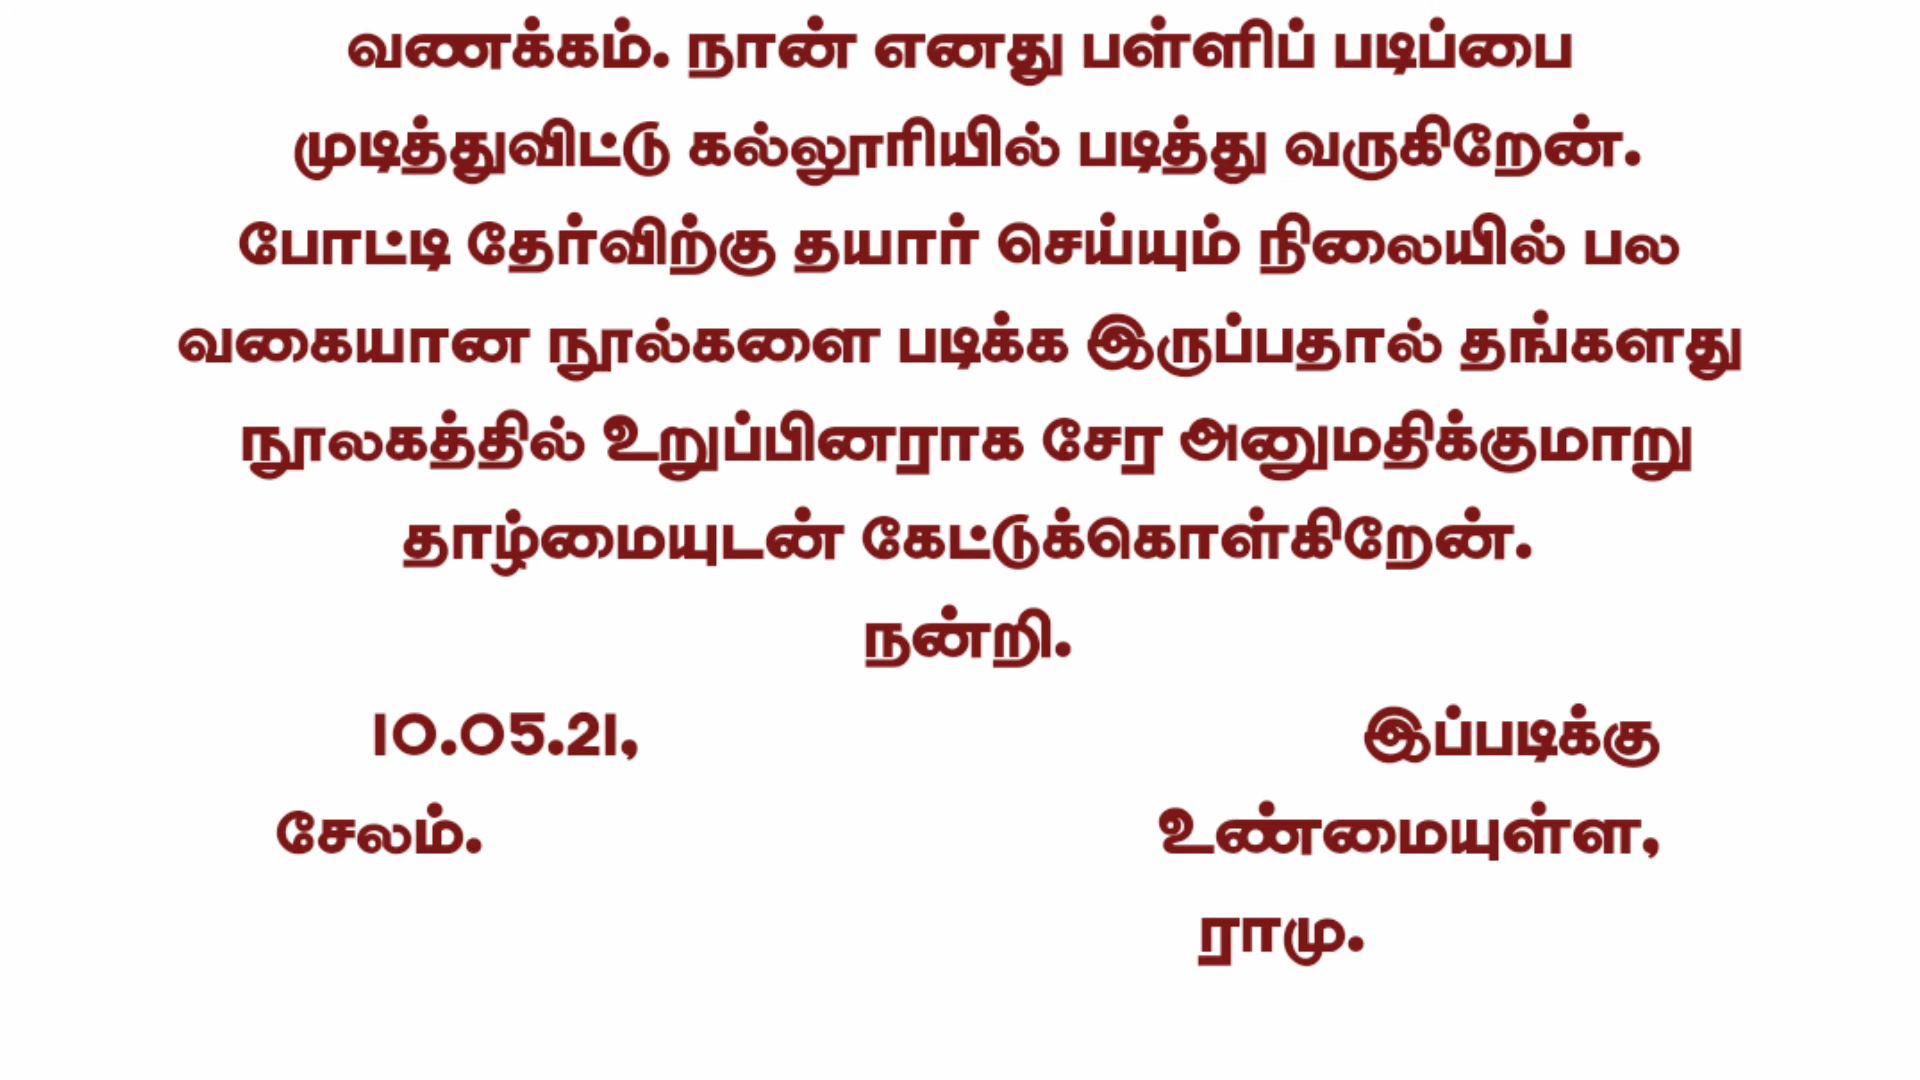 வணக்கம். நான் எனது பள்ளிப் படிப்பை
முடித்துவிட்டு கல்லூரியில் படித்து வருகிறேன்.
போட்டி தேர்விற்கு தயார் செய்யும் நிலையில் பல
வகையான நூல்களை படிக்க இருப்பதால் தங்களது
நூலகத்தில் உறுப்பினராக சேர அனுமதிக்குமாறு
தாழ்மையுடன் கேட்டுக்கொள்கிறேன்.
நன்றி.
10.05.21, இப்படிக்கு
சேலம். உண்மையுள்ள,
ராமு.